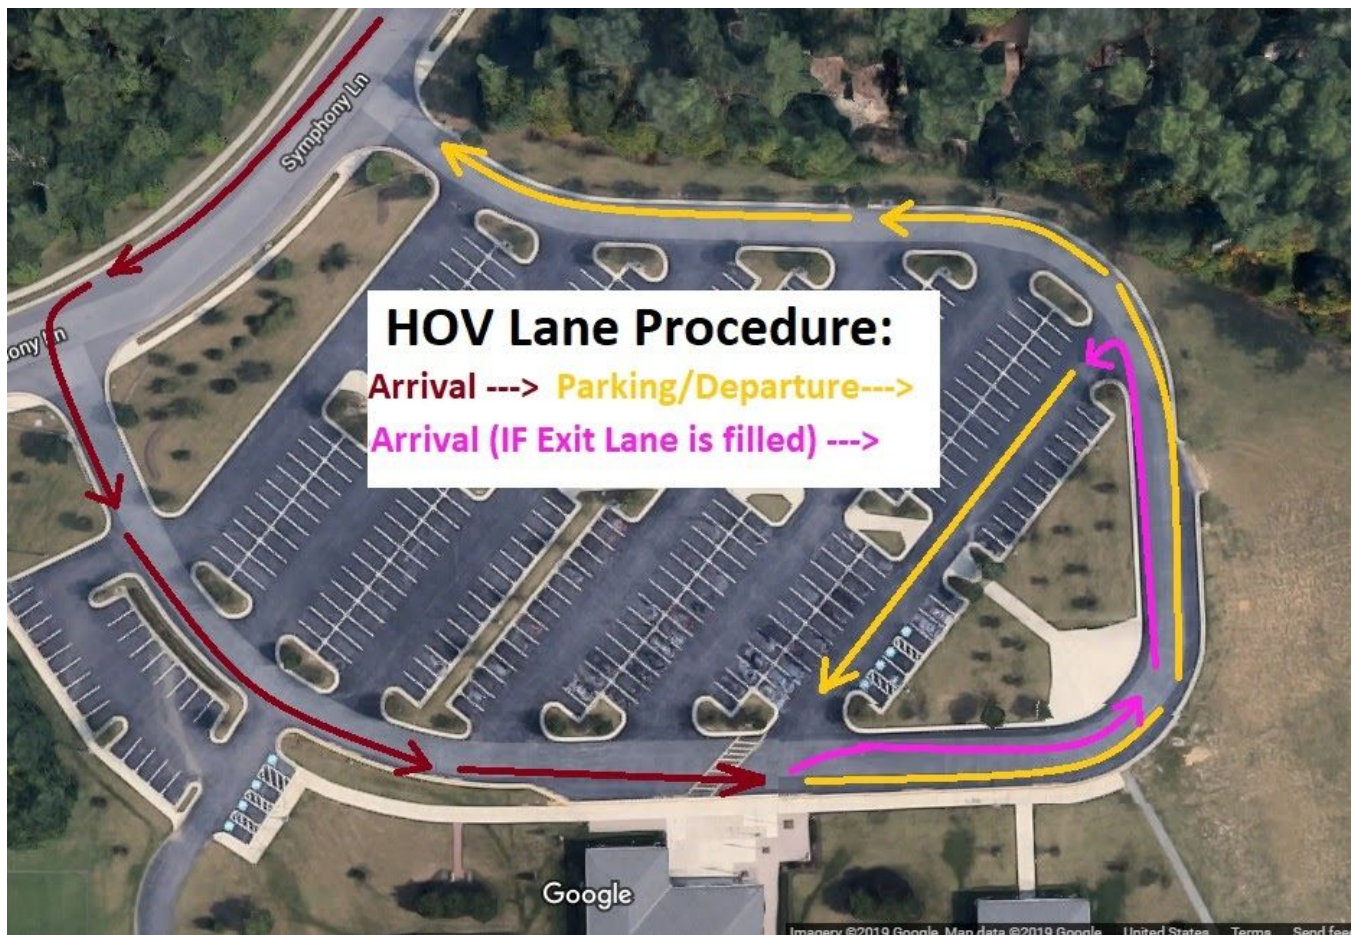 Symphony Ln
ony Ln
HOV Lane Procedure:
Arrival ---> Parking/Departure--->
Arrival (IF Exit Lane is filled) --->
Google
Imagery ©2019 Google, Map data ©2019 Google United States Terms Send fee